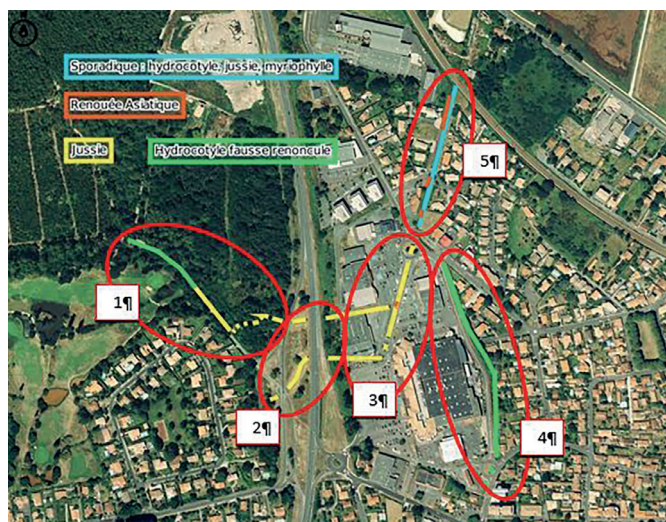 Sporadique : hydrocotyle, jussie, myriophylle
Renouée Asiatique
Jussie
Hydrocotyle fausse renoncule
5¶
1¶
2¶
3¶
4¶